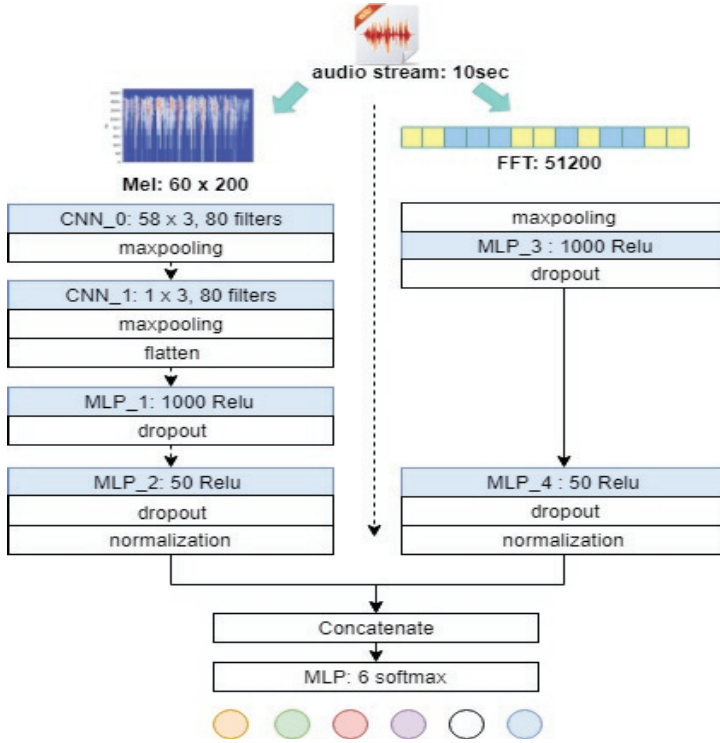 audio stream: 10sec
Mel: 60 x 200
CNN_0: 58 x 3, 80 filters
maxpooling
CNN_1: 1 x 3, 80 filters
maxpooling
flatten
MLP_1: 1000 Relu
dropout
MLP_2: 50 Relu
dropout
normalization
FFT: 51200
maxpooling
MLP_3 : 1000 Relu
dropout
MLP_4 : 50 Relu
dropout
normalization
Concatenate
MLP: 6 softmax